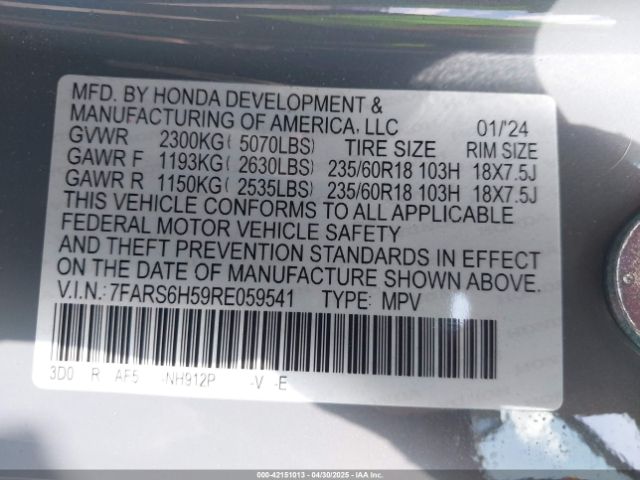 MFD. BY HONDA DEVELOPMENT &
MANUFACTURING OF AMERICA, LLC 01/'24
GVWR 2300KG( 5070LBS) TIRE SIZE RIM SIZE
GAWR F 1193KG( 2630LBS) 235/60R18 103H 18X7.5J
GAWR R 1150KG( 2535LBS) 235/60R18 103H 18X7.5J
THIS VEHICLE CONFORMS TO ALL APPLICABLE
FEDERAL MOTOR VEHICLE SAFETY
AND THEFT PREVENTION STANDARDS IN EFFECT
ON THE DATE OF MANUFACTURE SHOWN ABOVE.
V.I.N.: 7FARS6H59RE059541 TYPE: MPV
3D0 R AF5 NH912P -V -E
000-42151013 - 04/30/2025 - IAA Inc.